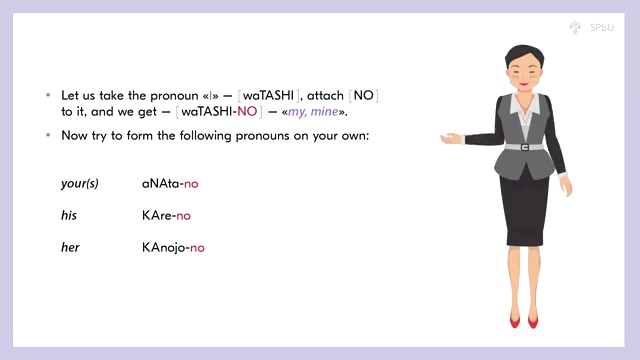 SPbU
• Let us take the pronoun «I» – [waTASHI], attach [NO]
to it, and we get – [waTASHI-NO] – «my, mine».
• Now try to form the following pronouns on your own:
your(s) aNAta-no
his KAre-no
her KAnojo-no